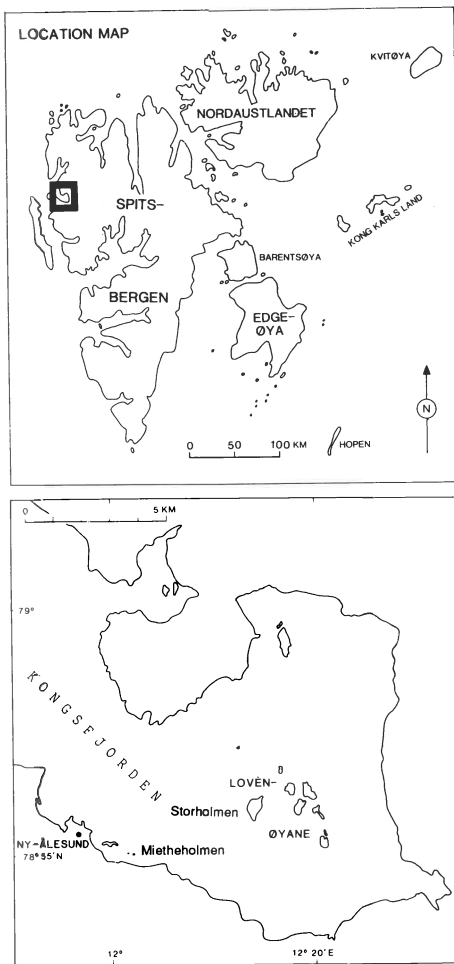 LOCATION MAP
KVITØYA
NORDAUSTLANDET
SPITS-
KONG KARLS LAND
BARENTSØYA
BERGEN
EDGE-
ØYA
N
0 50 100 KM
HOPEN
0 5 KM
79°
KONGSFJORDEN
LOVÈN-
Storholmen
ØYANE
NY-ÅLESUND
Mietheholmen
78°55'N
12°
12° 20'E